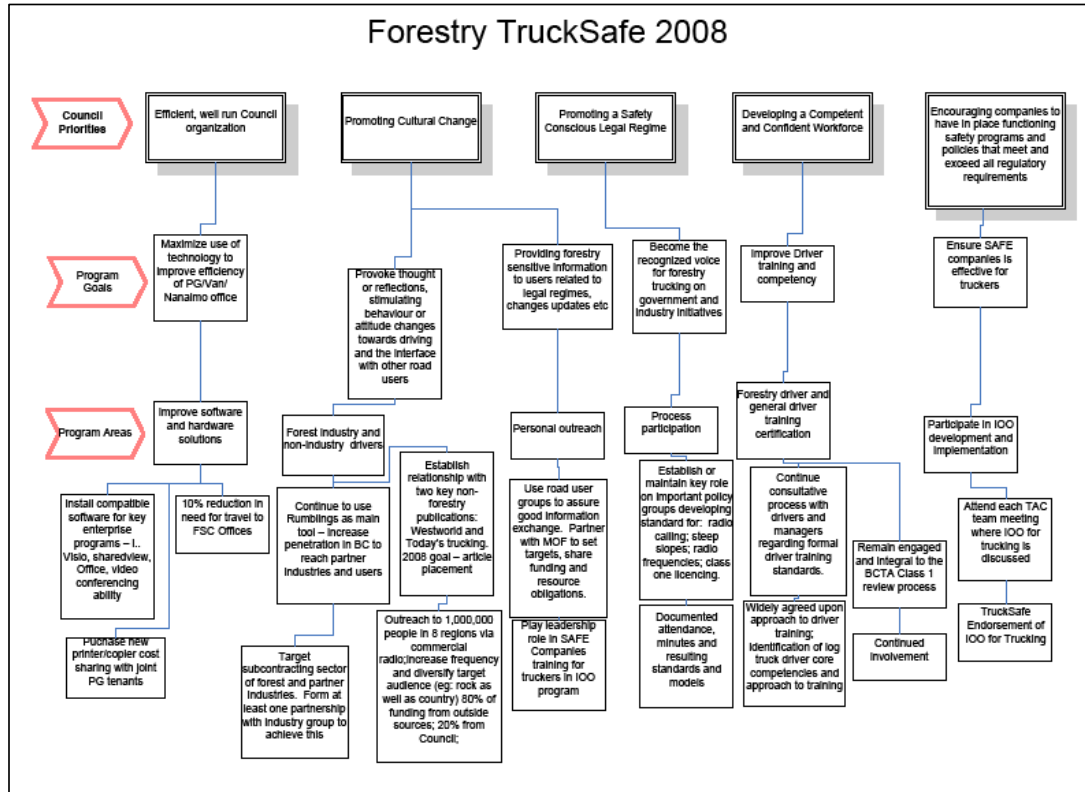 Forestry TruckSafe 2008
Council
Priorities
Efficient, well run Council
organization
Promoting Cultural Change
Promoting a Safety
Conscious Legal Regime
Developing a Competent
and Confident Workforce
Encouraging companies to
have in place functioning
safety programs and
policies that meet and
exceed all regulatory
requirements
Program
Goals
Maximize use of
technology to
improve efficiency
of PG/Van/
Nanaimo office
Provoke thought
or reflections,
stimulating
behaviour or
attitude changes
towards driving
and the interface
with other road
users
Providing forestry
sensitive information
to users related to
legal regimes,
changes updates etc
Become the
recognized voice
for forestry
trucking on
government and
industry initiatives
Improve Driver
training and
competency
Ensure SAFE
companies is
effective for
truckers
Program Areas
Improve software
and hardware
solutions
Forest industry and
non-industry drivers
Personal outreach
Process
participation
Forestry driver and
general driver
training
certification
Participate in IOO
development and
implementation
Install compatible
software for key
enterprise
programs – I..
Visio, sharedview,
Office, video
conferencing
ability
10% reduction in
need for travel to
FSC Offices
Continue to use
Rumblings as main
tool – increase
penetration in BC to
reach partner
industries and users
Establish
relationship with
two key non-
forestry
publications:
Westworld and
Today's trucking.
2008 goal – article
placement
Use road user
groups to assure
good information
exchange. Partner
with MOF to set
targets, share
funding and
resource
obligations.
Establish or
maintain key role
on important policy
groups developing
standard for: radio
calling; steep
slopes; radio
frequencies; class
one licencing.
Continue
consultative
process with
drivers and
managers
regarding formal
driver training
standards.
Remain engaged
and integral to the
BCTA Class 1
review process
Attend each TAC
team meeting
where IOO for
trucking is
discussed
Puchase new
printer/copier cost
sharing with joint
PG tenants
Target
subcontracting
sector of forest
and partner
industries. Form at
least one partnership
with industry group to
achieve this
Outreach to 1,000,000
people in 8 regions via
commercial
radio;increase frequency
and diversify target
audience (eg: rock as
well as country) 80% of
funding from outside
sources; 20% from
Council;
Play leadership
role in SAFE
Companies
training for
truckers in IOO
program
Documented
attendance,
minutes and
resulting
standards and
models
Widely agreed upon
approach to driver
training;
identification of log
truck driver core
competencies and
approach to training
Continued
involvement
TruckSafe
Endorsement of
IOO for Trucking